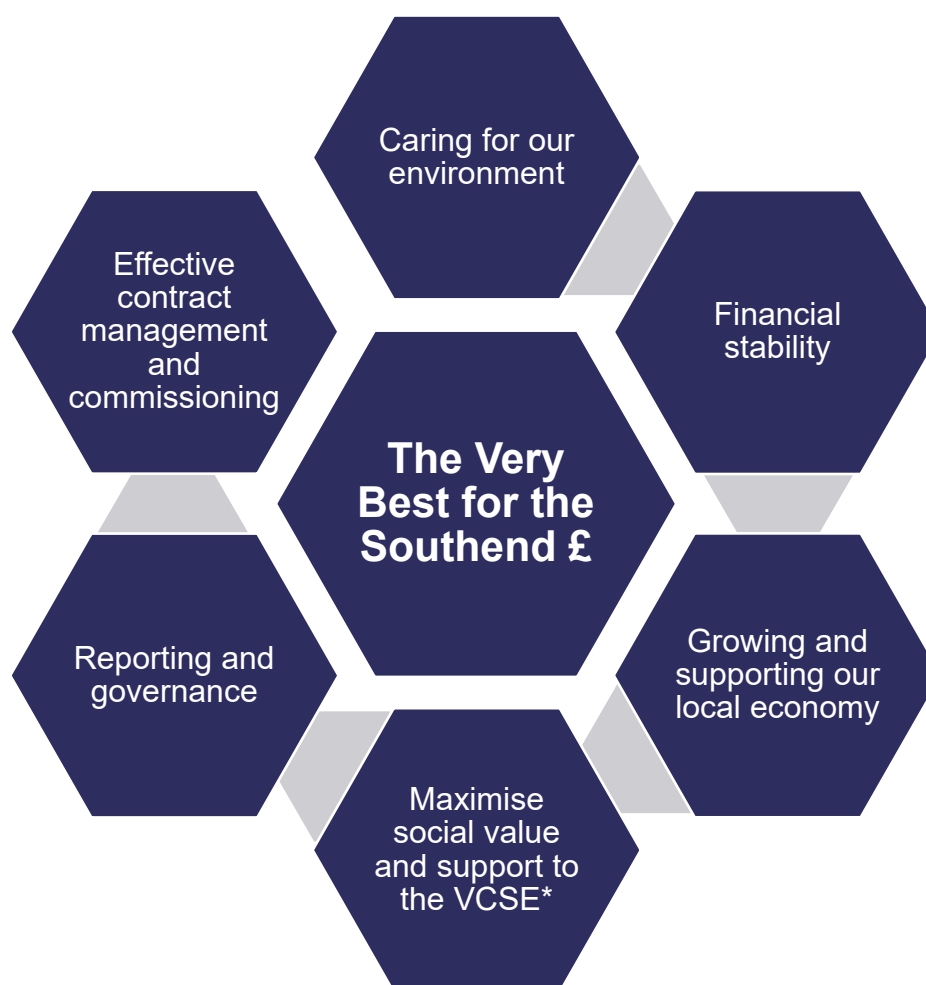 Caring for our
environment
Financial
stability
Growing and
supporting our
local economy
Maximise
social value
and support to
the VCSE*
Reporting and
governance
Effective
contract
management
and
commissioning
The Very
Best for the
Southend £